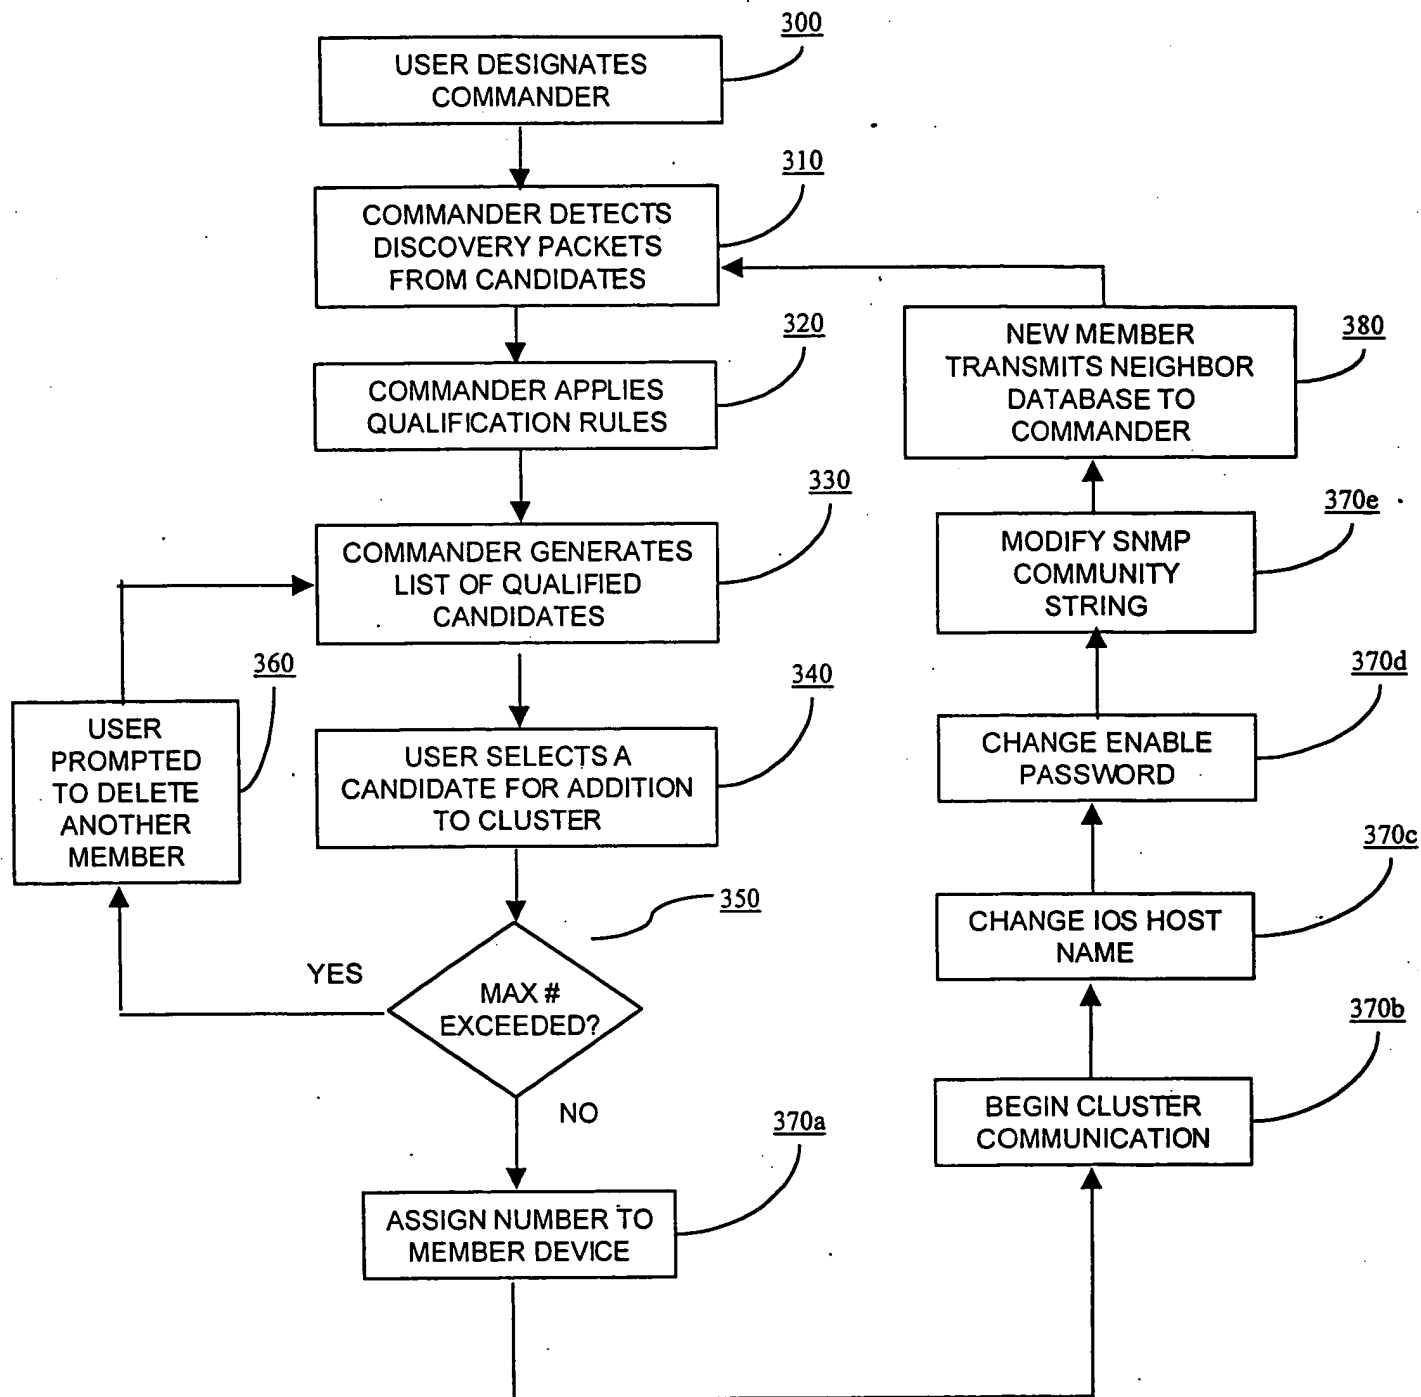 300
USER DESIGNATES
COMMANDER
310
COMMANDER DETECTS
DISCOVERY PACKETS
FROM CANDIDATES
320
COMMANDER APPLIES
QUALIFICATION RULES
330
COMMANDER GENERATES
LIST OF QUALIFIED
CANDIDATES
340
USER SELECTS A
CANDIDATE FOR ADDITION
TO CLUSTER
350
MAX #
EXCEEDED?
YES
360
USER
PROMPTED
TO DELETE
ANOTHER
MEMBER
NO
370a
ASSIGN NUMBER TO
MEMBER DEVICE
370b
BEGIN CLUSTER
COMMUNICATION
370c
CHANGE IOS HOST
NAME
370d
CHANGE ENABLE
PASSWORD
370e
MODIFY SNMP
COMMUNITY
STRING
380
NEW MEMBER
TRANSMITS NEIGHBOR
DATABASE TO
COMMANDER